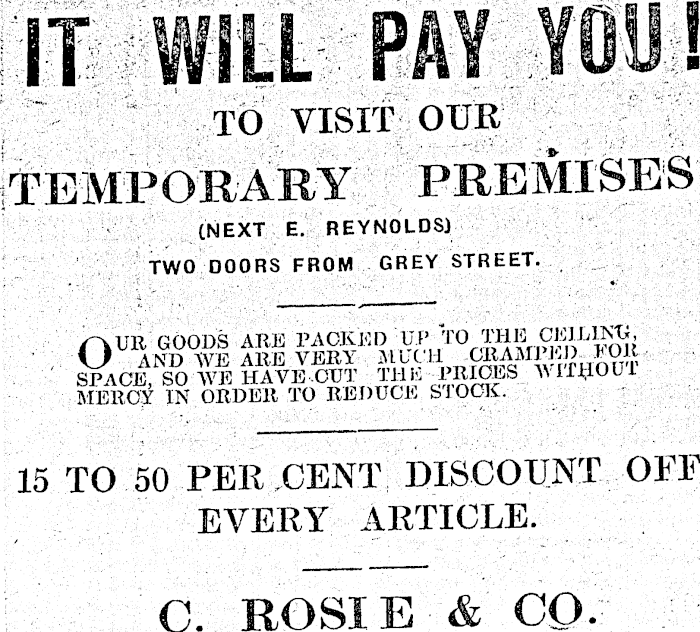 IT WILL PAY YOU!
TO VISIT OUR
TEMPORARY PREMISES
(NEXT E. REYNOLDS)
TWO DOORS FROM GREY STREET.
OUR GOODS ARE PACKED UP TO THE CEILING,
AND WE ARE VERY MUCH CRAMPED FOR
SPACE, SO WE HAVE CUT THE PRICES WITHOUT
MERCY IN ORDER TO REDUCE STOCK.
15 TO 50 PER CENT DISCOUNT OFF
EVERY ARTICLE.
C. ROSIE & CO.